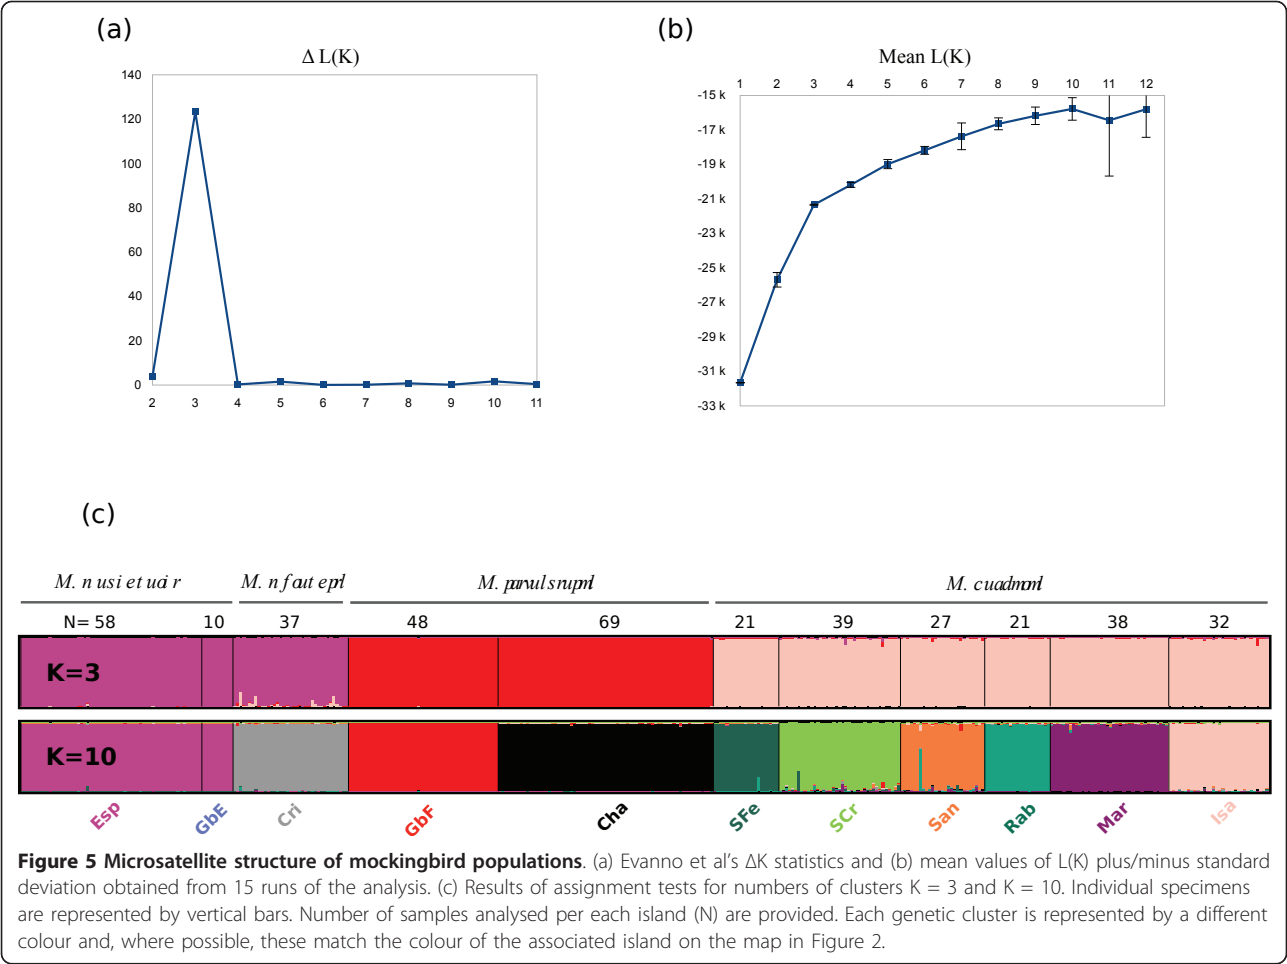 (a)
(b)
Δ L(K)
Mean L(K)
140
120
100
80
60
40
20
0
2 3 4 5 6 7 8 9 10 11
1 2 3 4 5 6 7 8 9 10 11 12
-15 k
-17 k
-19 k
-21 k
-23 k
-25 k
-27 k
-29 k
-31 k
-33 k
(c)
M.
M.
M.
M.
N= 58 10 37 48 69 21 39 27 21 38 32
K=3
K=10
Esp GbE Cri GbF Cha SFe SCr San Rab Mar Isa
Figure 5 Microsatellite structure of mockingbird populations. (a) Evanno et al's ΔK statistics and (b) mean values of L(K) plus/minus standard
deviation obtained from 15 runs of the analysis. (c) Results of assignment tests for numbers of clusters K = 3 and K = 10. Individual specimens
are represented by vertical bars. Number of samples analysed per each island (N) are provided. Each genetic cluster is represented by a different
colour and, where possible, these match the colour of the associated island on the map in Figure 2.